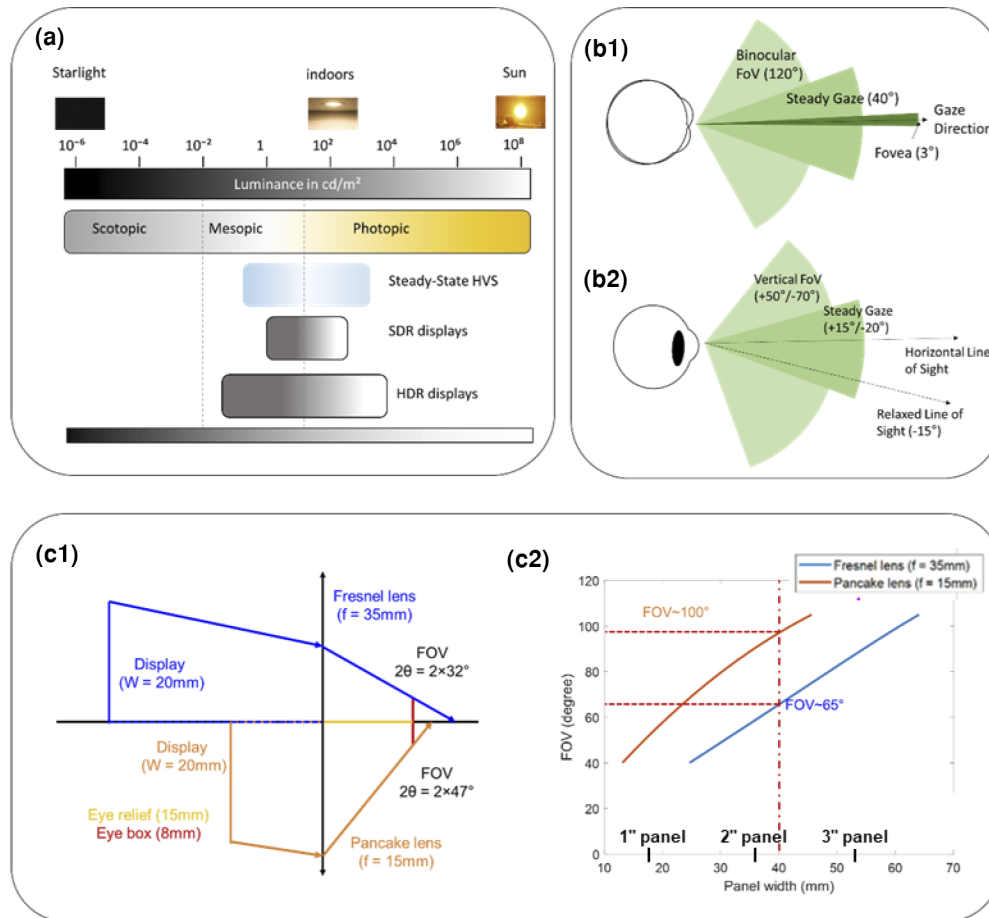 (a)
Starlight
indoors
Sun
10⁻⁶
10⁻⁴
10⁻²
1
10²
10⁴
10⁶
10⁸
Luminance in cd/m²
Scotopic
Mesopic
Photopic
Steady-State HVS
SDR displays
HDR displays
(b1)
Binocular
FoV (120°)
Steady Gaze (40°)
Gaze
Direction
Fovea (3°)
(b2)
Vertical FoV
(+50°/-70°)
Steady Gaze
(+15°/-20°)
Horizontal Line
of Sight
Relaxed Line of
Sight (-15°)
(c1)
Fresnel lens
(f = 35mm)
FOV
2θ = 2×32°
Display
(W = 20mm)
Display
(W = 20mm)
FOV
2θ = 2×47°
Eye relief (15mm)
Eye box (8mm)
Pancake lens
(f = 15mm)
(c2)
Fresnel lens (f = 35mm)
Pancake lens (f = 15mm)
120
100
80
60
40
20
0
FOV (degree)
FOV~100°
FOV~65°
1" panel
2" panel
3" panel
10
20
30
40
50
60
70
Panel width (mm)